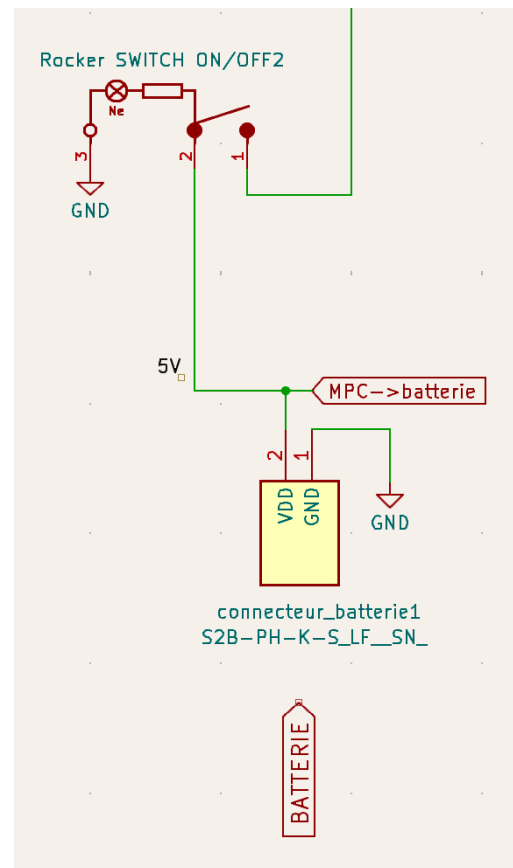 Rocker SWITCH ON/OFF2
Ne
3
2
1
GND
5V
MPC->batterie
2
1
VDD
GND
GND
connecteur_batterie1
S2B-PH-K-S_LF__SN_
BATTERIE